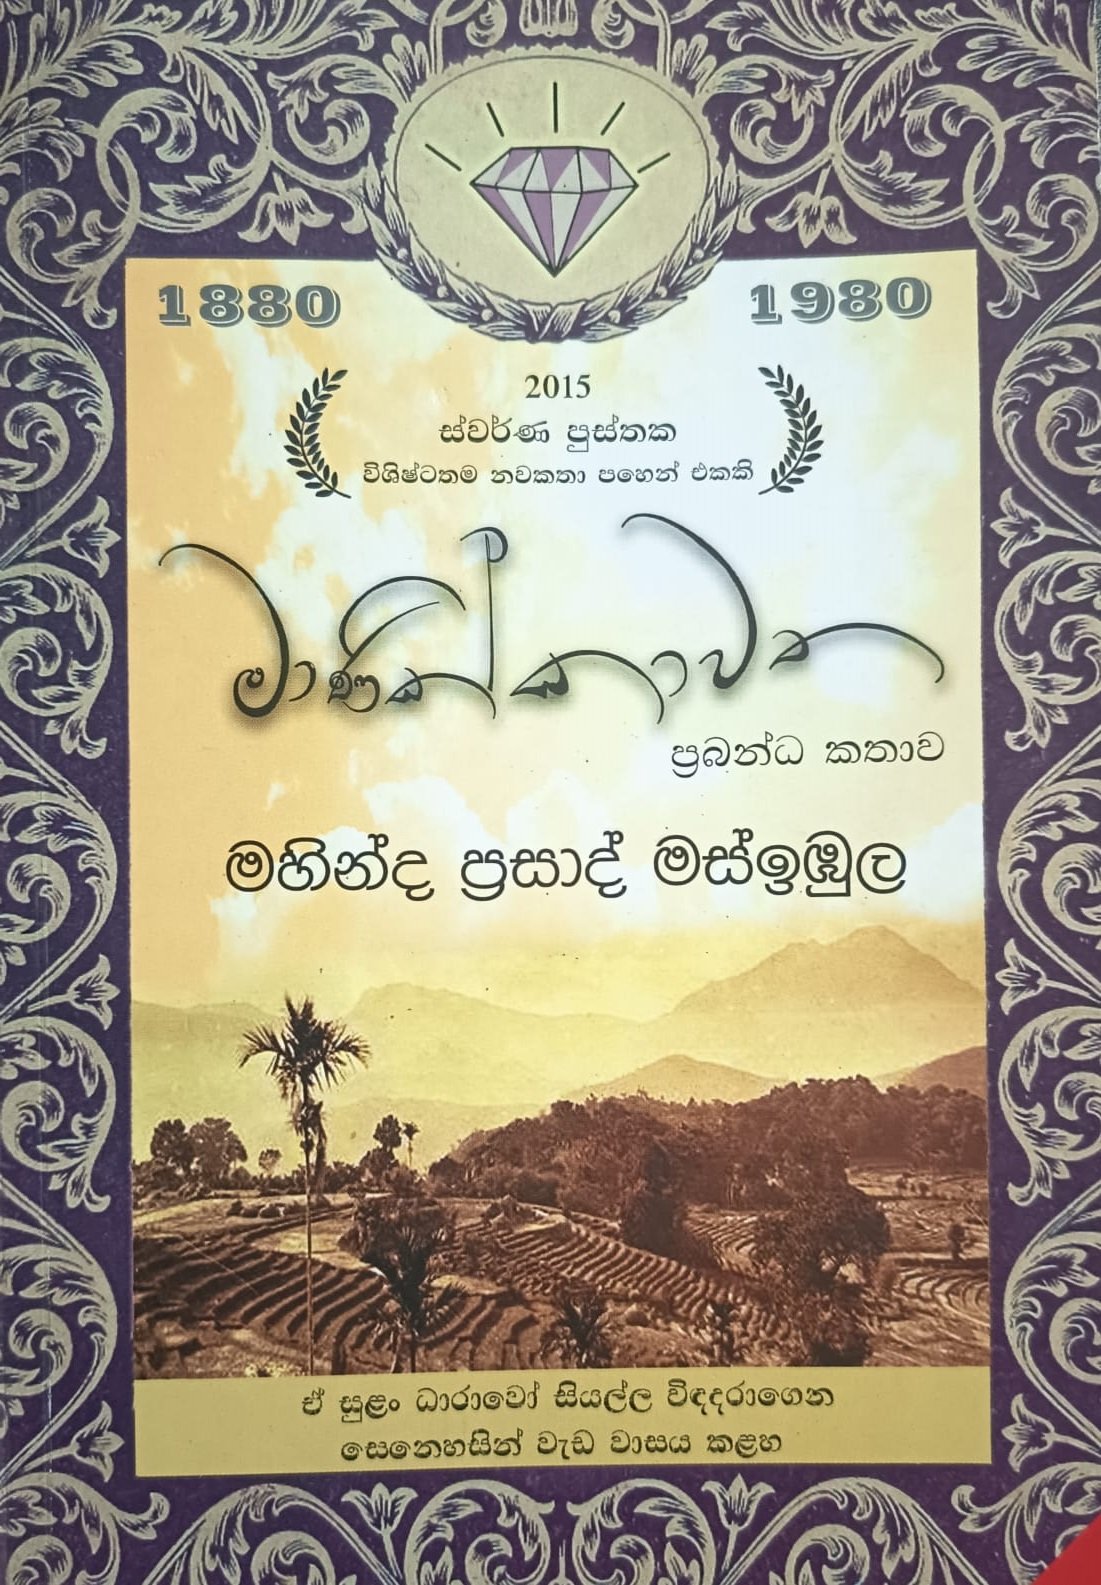 1880
1980
2015
ස්වර්ණ පුස්තක
විශිෂ්ටතම නවකතා පහෙන් එකකි
මාණික්කාවත
ප්‍රබන්ධ කතාව
මහින්ද ප්‍රසාද් මස්ඉඹුල
ඒ සුළං ධාරාවෝ සියල්ල විඳදරාගෙන
සෙනෙහසින් වැඩ වාසය කළහ